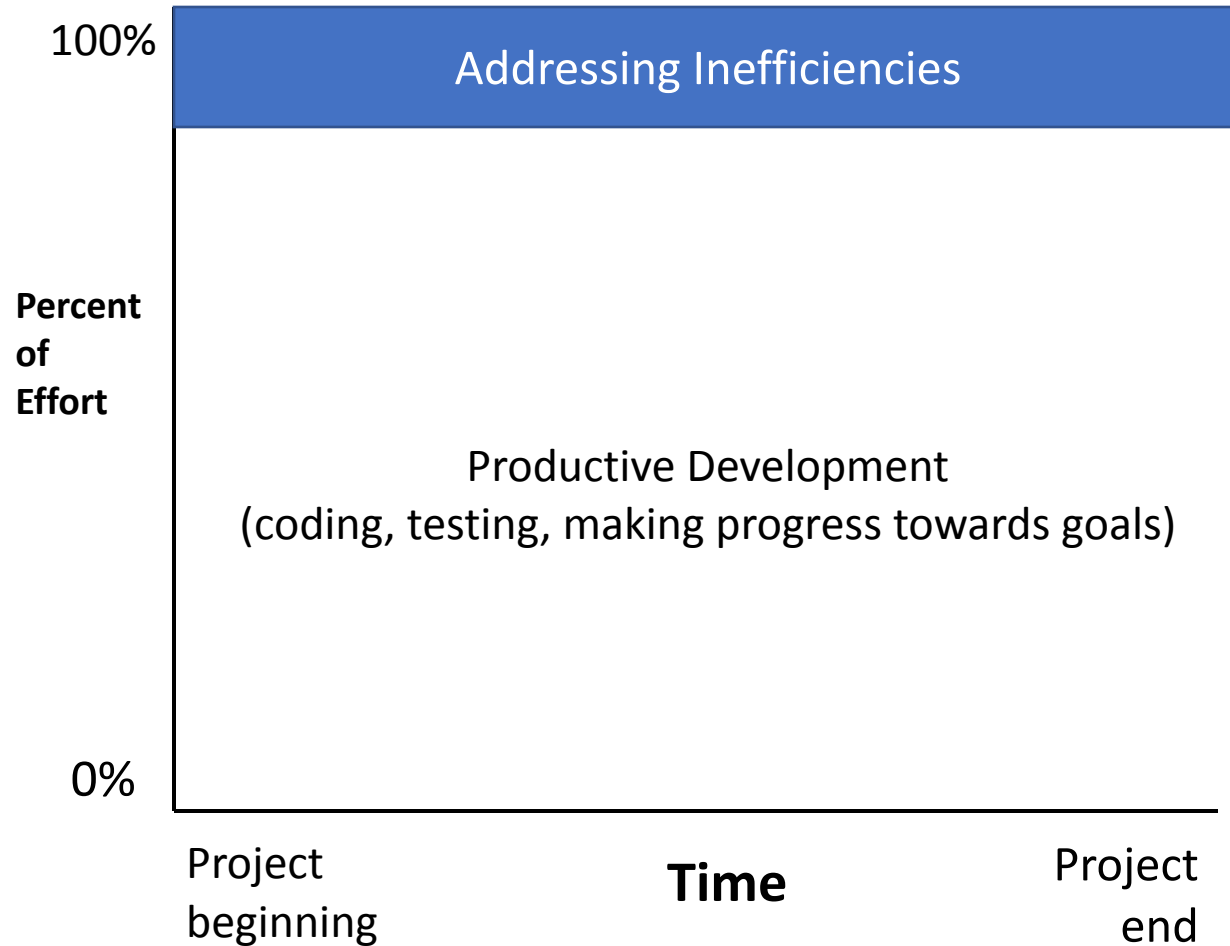 100%
Addressing Inefficiencies
Percent
of
Effort
Productive Development
(coding, testing, making progress towards goals)
0%
Project
beginning
Time
Project
end